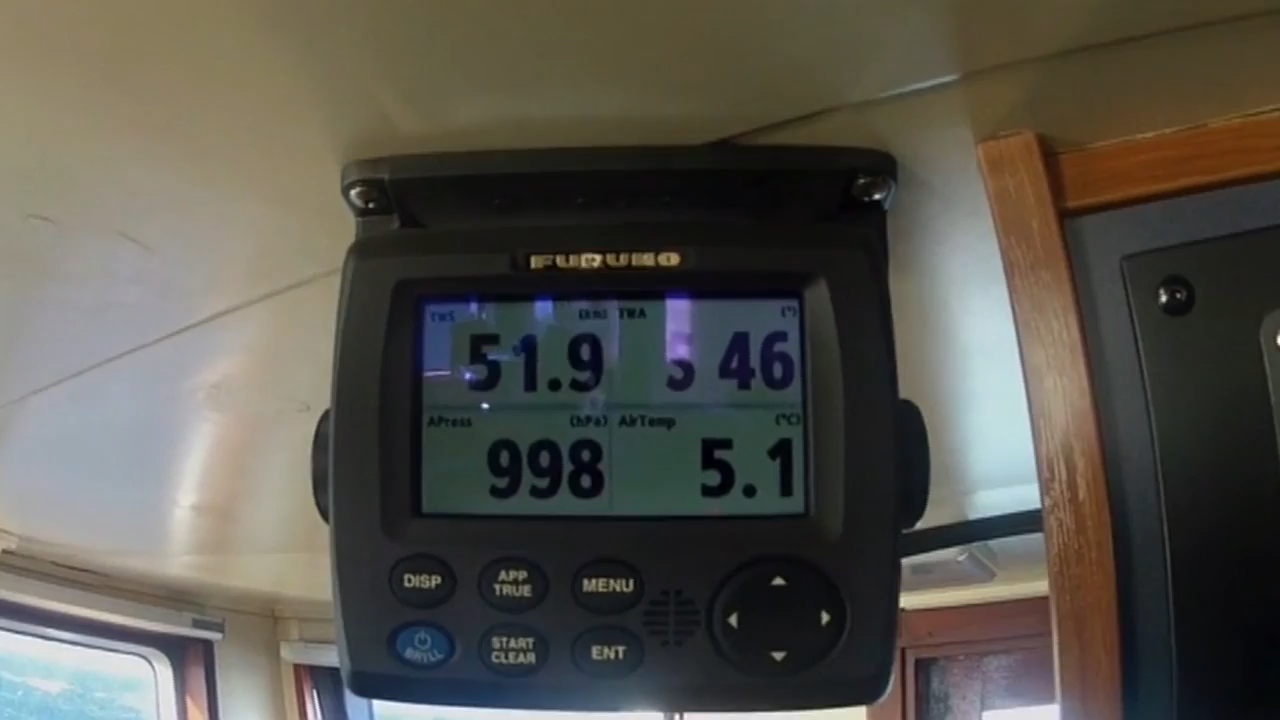 FURUNO
TWS (kn) TWA (°)
51.9 S 46
APress (hPa) AirTemp (°C)
998 5.1
DISP APP TRUE MENU
BRILL START CLEAR ENT